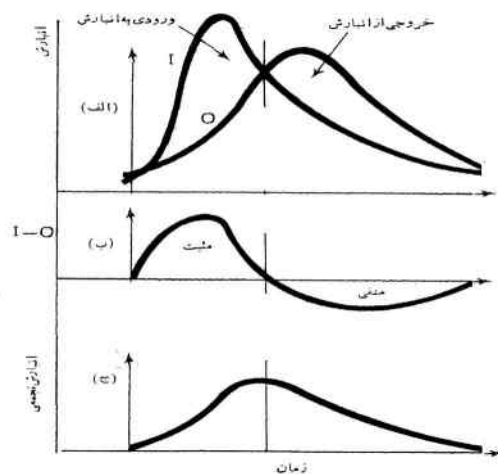 ورودی به انبارش
خروجی از انبارش
انبارش
I
(الف)
O
I—O
(ب)
مثبت
منفی
انبارش تجمعی
(ج)
زمان